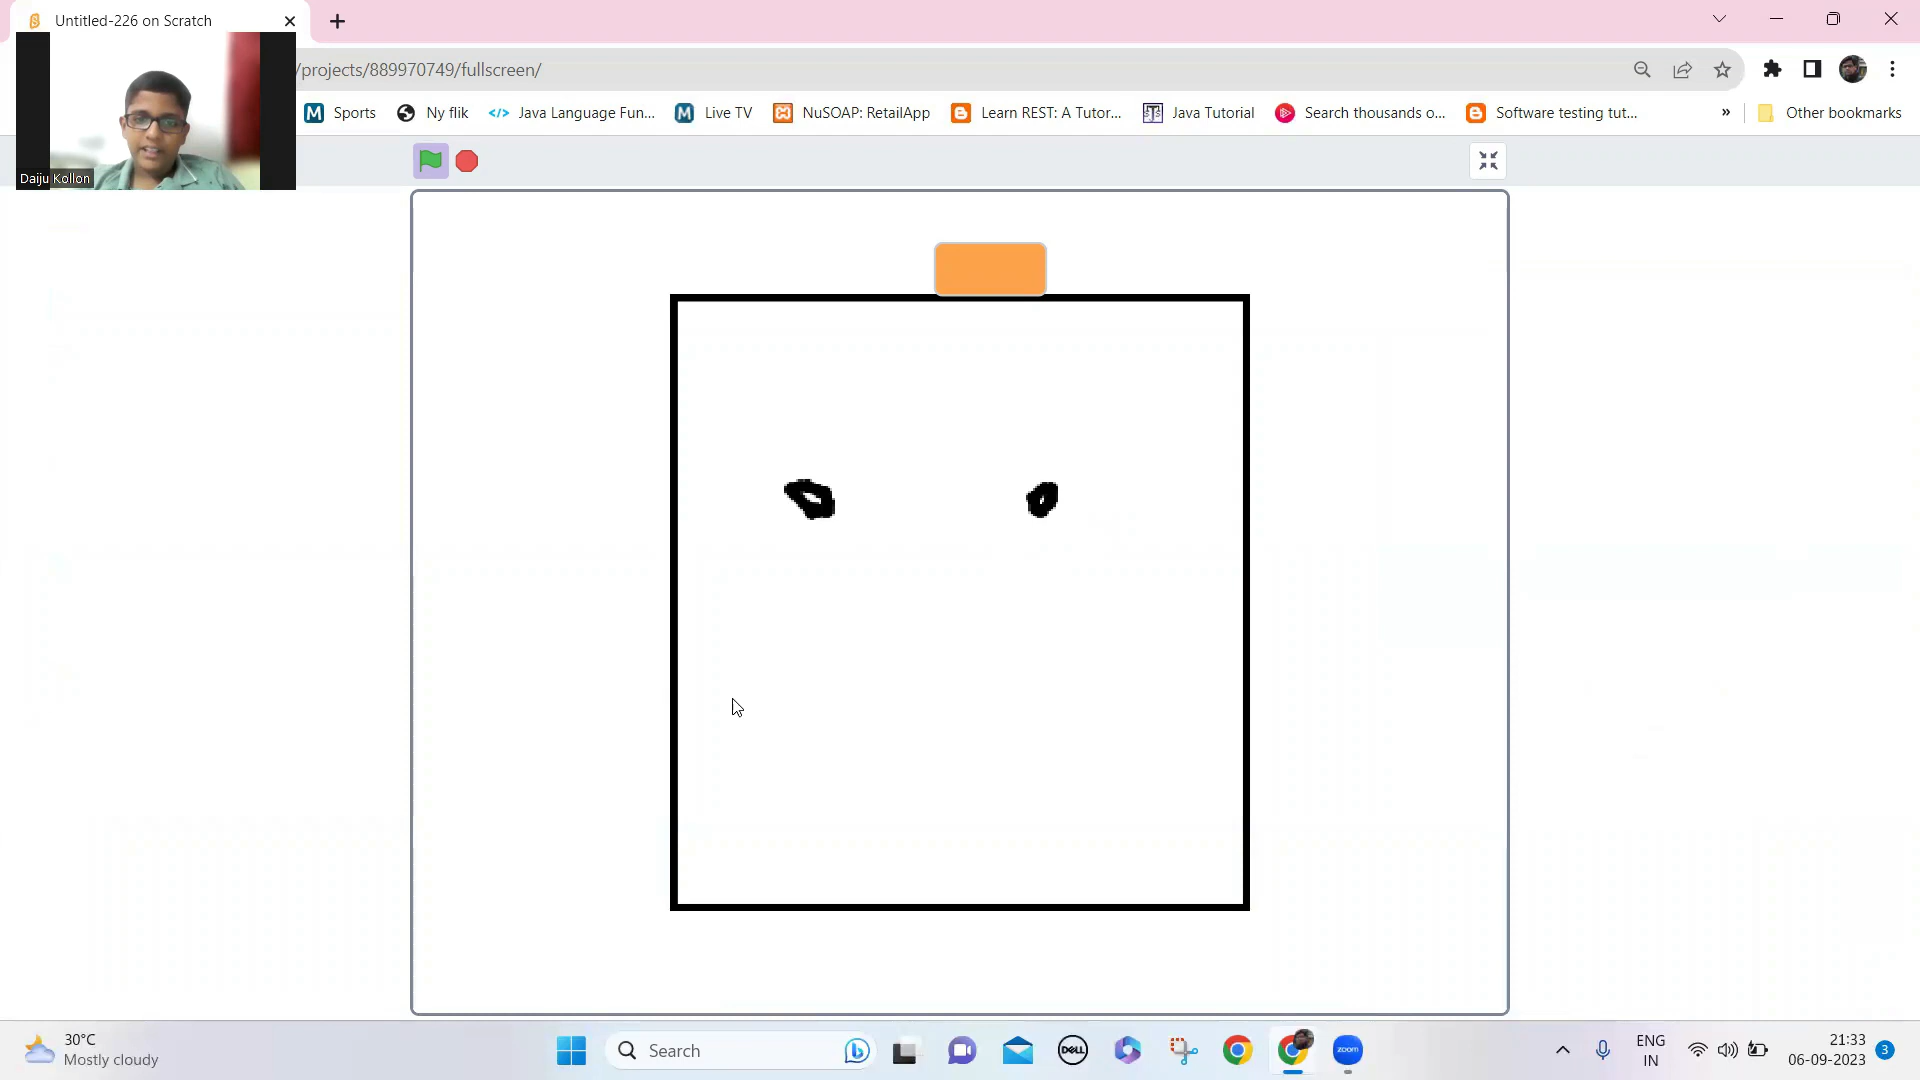 Untitled-226 on Scratch
/projects/889970749/fullscreen/
Sports
Ny flik
Java Language Fun...
Live TV
NuSOAP: RetailApp
Learn REST: A Tutor...
Java Tutorial
Search thousands o...
Software testing tut...
»
Other bookmarks
Daiju Kollon
30°C
Mostly cloudy
Search
DELL
zoom
ENG
IN
21:33
06-09-2023
3